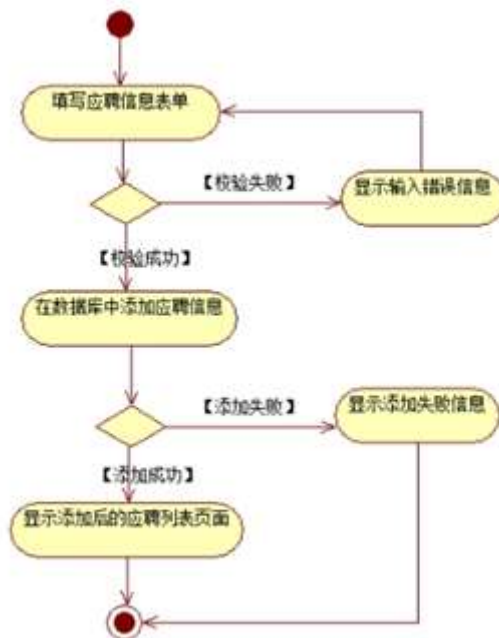 填写应聘信息表单
【校验失败】
显示输入错误信息
【校验成功】
在数据库中添加应聘信息
【添加失败】
显示添加失败信息
【添加成功】
显示添加后的应聘列表页面